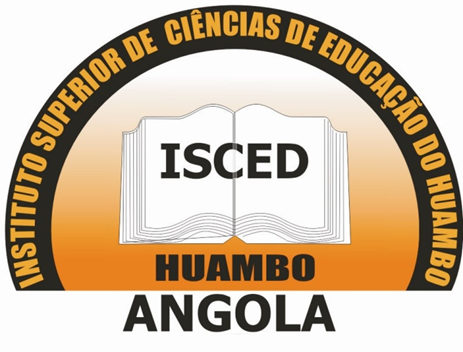 INSTITUTO SUPERIOR DE CIÊNCIAS DE EDUCAÇÃO DO HUAMBO
ISCED
HUAMBO
ANGOLA